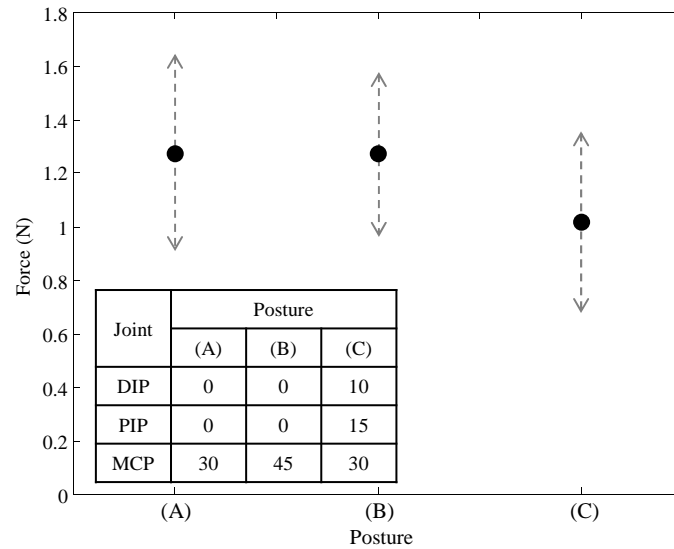 1.8
1.6
1.4
1.2
1
0.8
0.6
0.4
0.2
0
Force (N)
Joint Posture
(A) (B) (C)
DIP 0 0 10
PIP 0 0 15
MCP 30 45 30
(A) (B) (C)
Posture